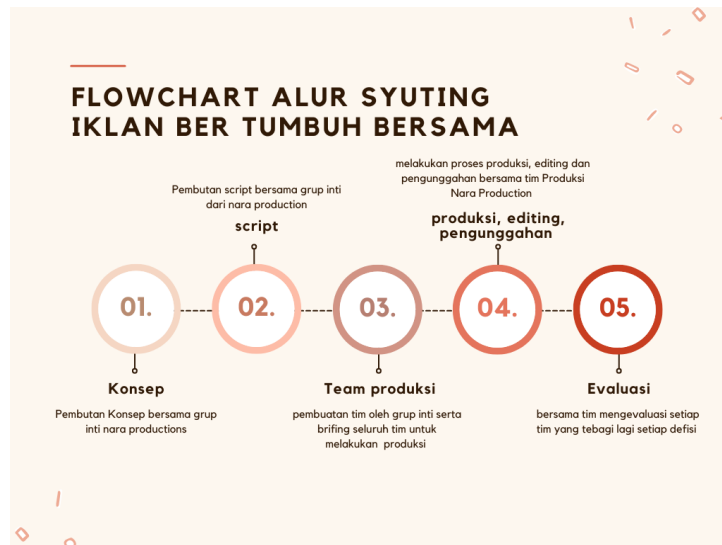 FLOWCHART ALUR SYUTING
IKLAN BER TUMBUH BERSAMA
01.
Konsep
Pembutan Konsep bersama grup
inti nara productions
Pembutan script bersama grup inti
dari nara production
script
02.
03.
Team produksi
pembuatan tim oleh grup inti serta
brifing seluruh tim untuk
melakukan produksi
melakukan proses produksi, editing dan
pengunggahan bersama tim Produksi
Nara Production
produksi, editing,
pengunggahan
04.
05.
Evaluasi
bersama tim mengevaluasi setiap
tim yang tebagi lagi setiap defisi